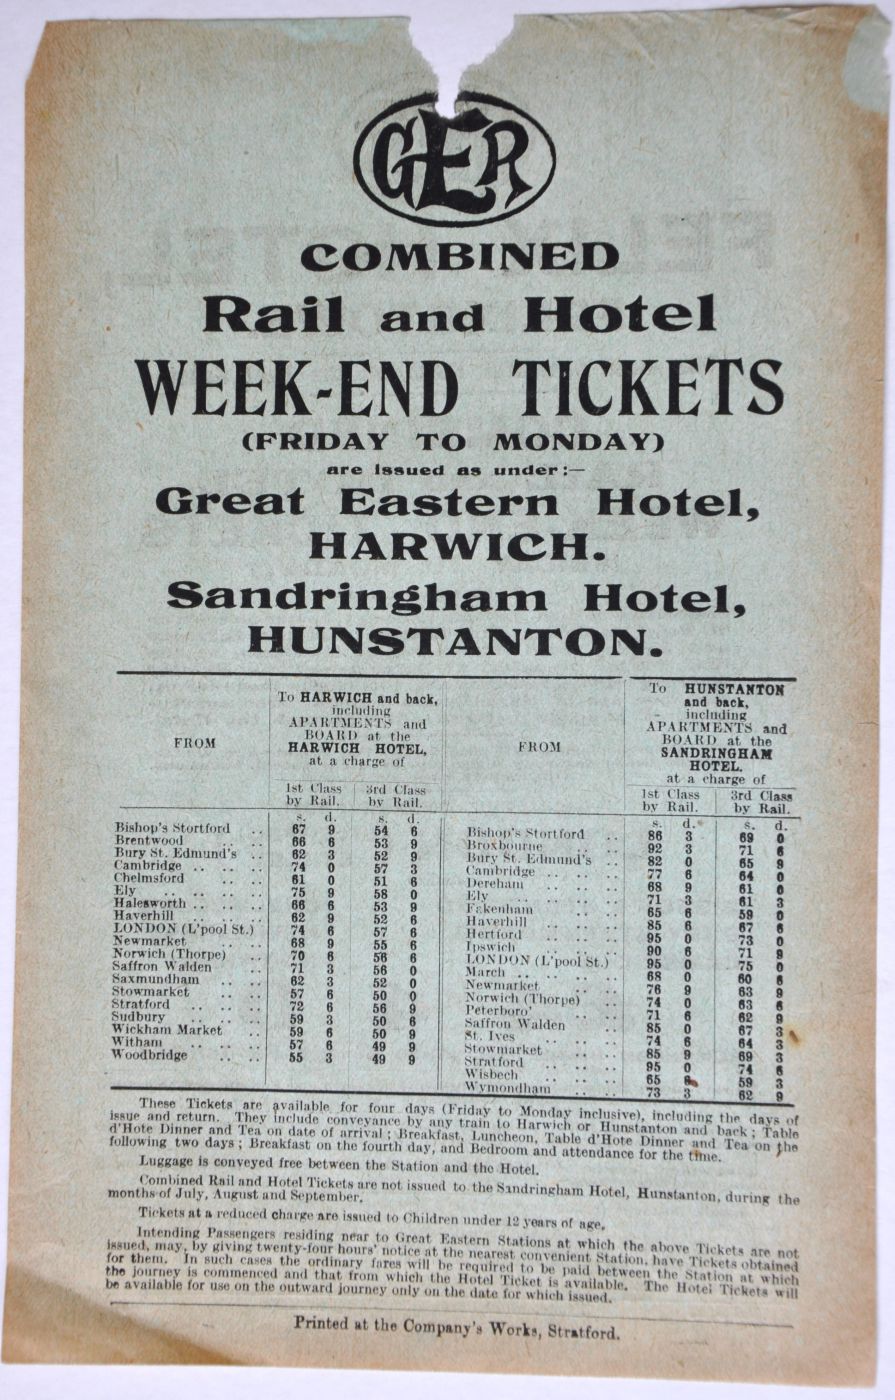 GER
COMBINED
Rail and Hotel
WEEK-END TICKETS
(FRIDAY TO MONDAY)
are issued as under:—
Great Eastern Hotel,
HARWICH.
Sandringham Hotel,
HUNSTANTON.
FROM
To HARWICH and back,
including
APARTMENTS and
BOARD at the
HARWICH HOTEL,
at a charge of
1st Class by Rail. 3rd Class by Rail.
s. d. s. d.
Bishop's Stortford .. 67 9 54 6
Brentwood .. .. 66 6 53 9
Bury St. Edmund's .. 62 3 52 9
Cambridge .. .. .. 74 0 57 3
Chelmsford .. .. 61 0 51 6
Ely .. .. .. .. 75 9 58 0
Halesworth .. .. .. 66 6 53 9
Haverhill .. .. .. 62 9 52 6
LONDON (L'pool St.) 74 6 57 6
Newmarket .. .. 68 9 55 6
Norwich (Thorpe) .. 70 6 56 6
Saffron Walden .. .. 71 3 56 0
Saxmundham .. .. 62 3 52 0
Stowmarket .. .. 57 6 50 0
Stratford .. .. .. 72 6 56 9
Sudbury .. .. .. 59 3 50 6
Wickham Market .. 59 6 50 9
Witham .. .. .. 57 6 49 9
Woodbridge .. .. 55 3 49 9
FROM
To HUNSTANTON
and back,
including
APARTMENTS and
BOARD at the
SANDRINGHAM
HOTEL.
at a charge of
1st Class by Rail. 3rd Class by Rail.
s. d. s. d.
Bishop's Stortford .. 86 3 69 0
Broxbourne .. .. 92 3 71 6
Bury St. Edmund's .. 82 0 65 9
Cambridge .. .. .. 77 6 64 0
Dereham .. .. .. 68 9 61 0
Ely .. .. .. .. 71 3 61 3
Fakenham .. .. 65 6 59 0
Haverhill .. .. .. 85 6 67 6
Hertford .. .. .. 95 0 73 0
Ipswich .. .. .. 90 6 71 9
LONDON (L'pool St.) 95 0 75 0
March .. .. .. .. 68 0 60 6
Newmarket .. .. 76 9 63 9
Norwich (Thorpe) .. 74 0 63 6
Peterboro' .. .. 71 6 62 9
Saffron Walden .. .. 85 0 67 3
St. Ives .. .. .. 74 6 64 3
Stowmarket .. .. 85 9 69 3
Stratford .. .. .. 95 0 74 6
Wisbech .. .. .. 65 59 3
Wymondham .. .. 73 3 62 9
These Tickets are available for four days (Friday to Monday inclusive), including the days of
issue and return. They include conveyance by any train to Harwich or Hunstanton and back; Table
d'Hote Dinner and Tea on date of arrival; Breakfast, Luncheon, Table d'Hote Dinner and Tea on the
following two days; Breakfast on the fourth day, and Bedroom and attendance for the time.
Luggage is conveyed free between the Station and the Hotel.
Combined Rail and Hotel Tickets are not issued to the Sandringham Hotel, Hunstanton, during the
months of July, August and September.
Tickets at a reduced charge are issued to Children under 12 years of age.
Intending Passengers residing near to Great Eastern Stations at which the above Tickets are not
issued, may, by giving twenty-four hours' notice at the nearest convenient Station, have Tickets obtained
for them. In such cases the ordinary fares will be required to be paid between the Station at which
the journey is commenced and that from which the Hotel Ticket is available. The Hotel Tickets will
be available for use on the outward journey only on the date for which issued.
Printed at the Company's Works, Stratford.